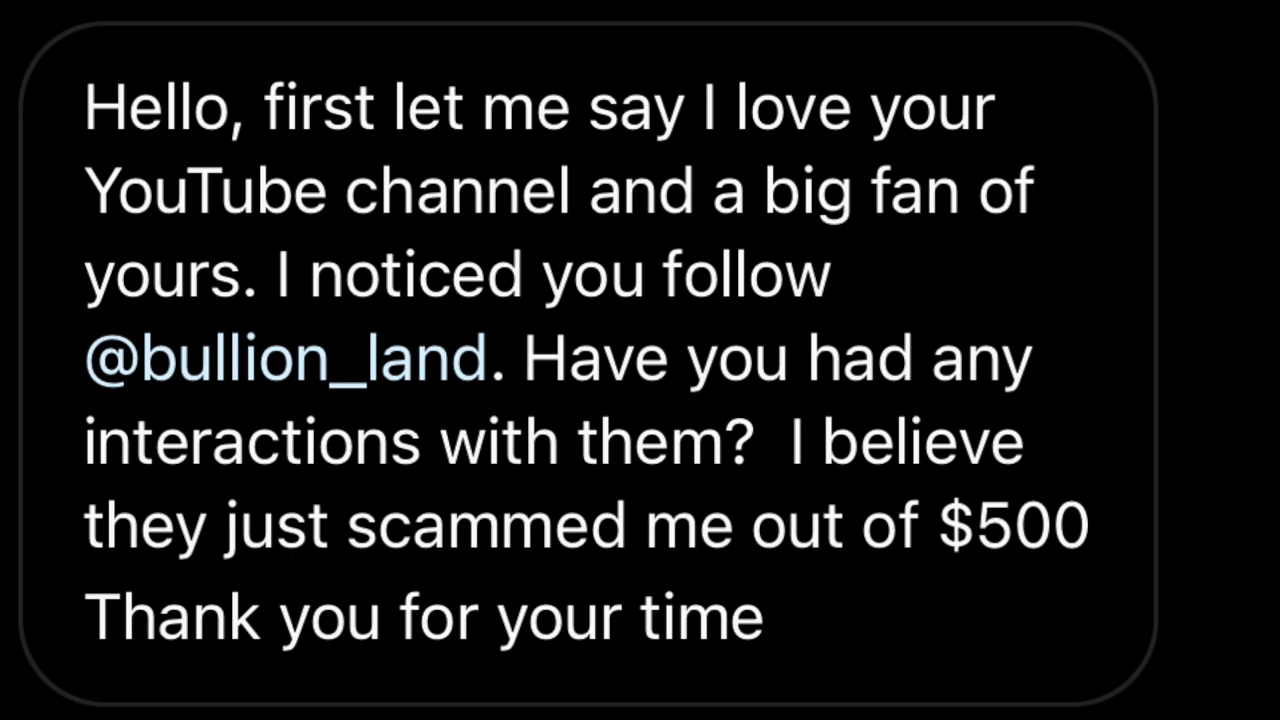 Hello, first let me say I love your
YouTube channel and a big fan of
yours. I noticed you follow
@bullion_land. Have you had any
interactions with them?  I believe
they just scammed me out of $500
Thank you for your time